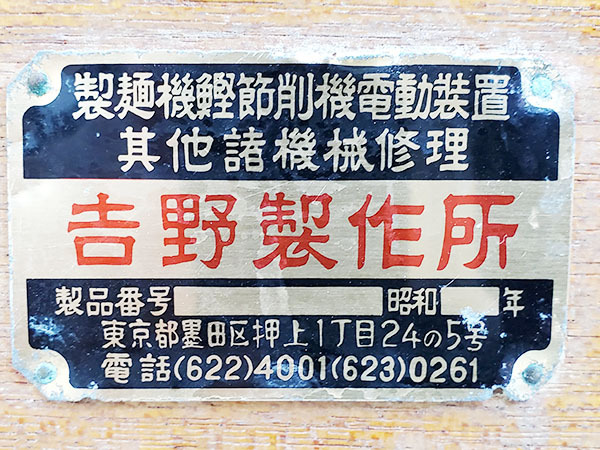 製麺機鰹節削機電動装置
其他諸機械修理
𠮷野製作所
製品番号 昭和 年
東京都墨田区押上1丁目24の5号
電話(622)4001(623)0261